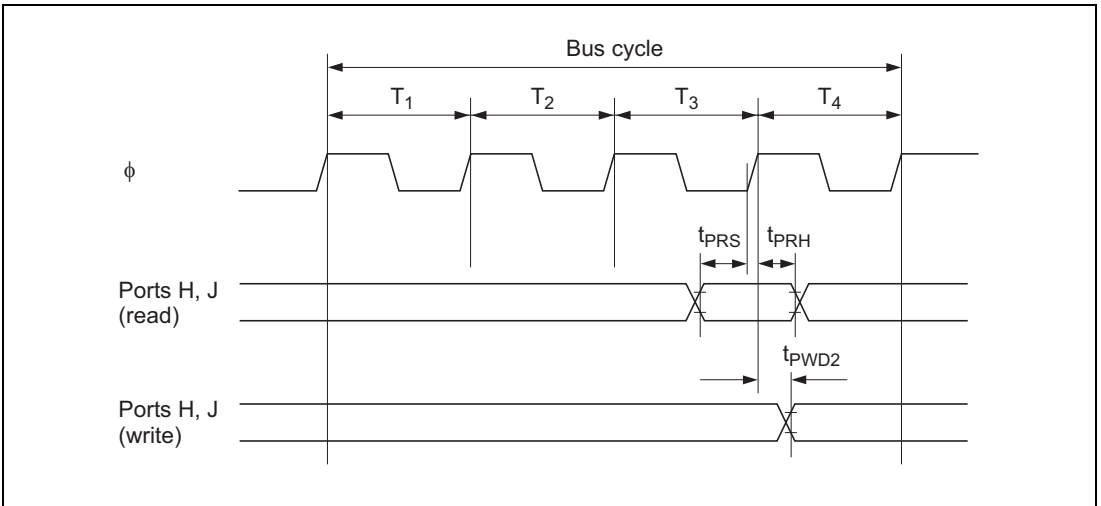 Bus cycle
T1 T2 T3 T4
ϕ
tPRS tPRH
Ports H, J
(read)
tPWD2
Ports H, J
(write)